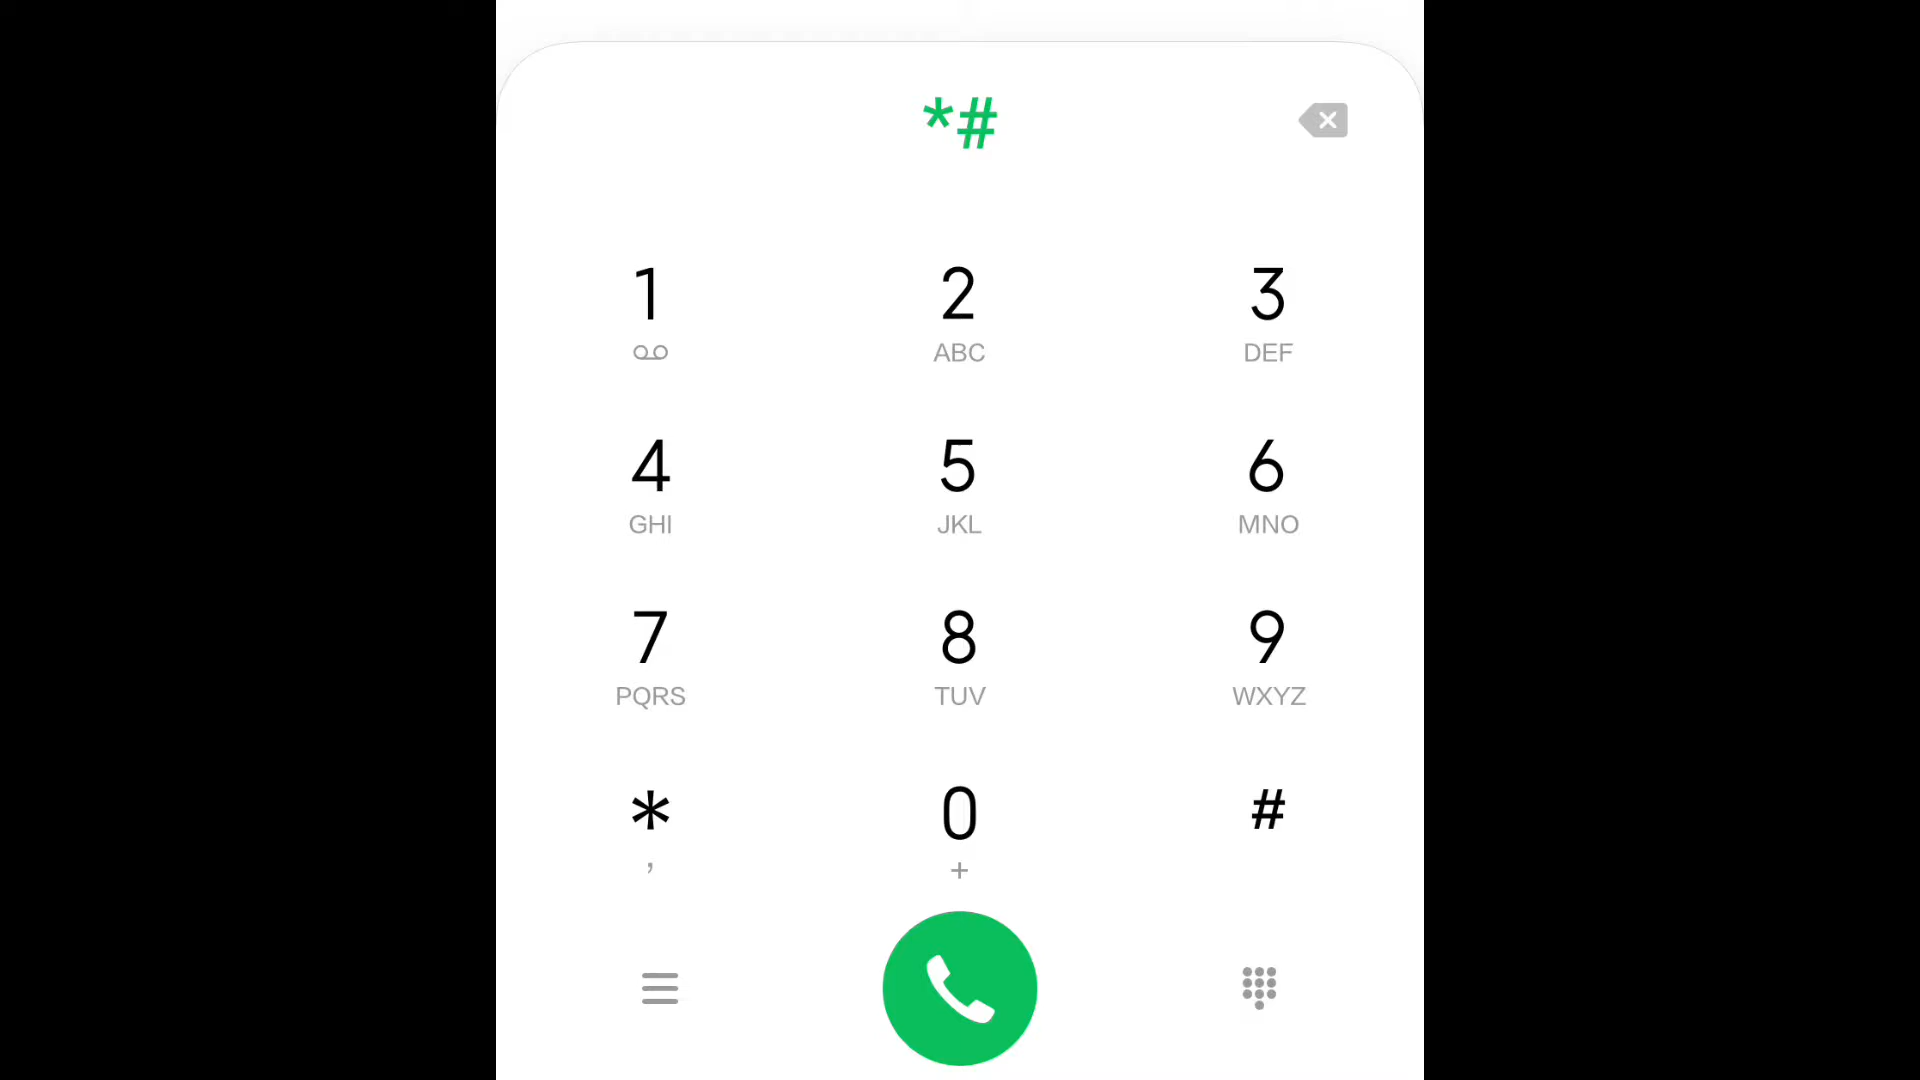 *#
1 2 3
ABC DEF
4 5 6
GHI JKL MNO
7 8 9
PQRS TUV WXYZ
* 0 #
, +